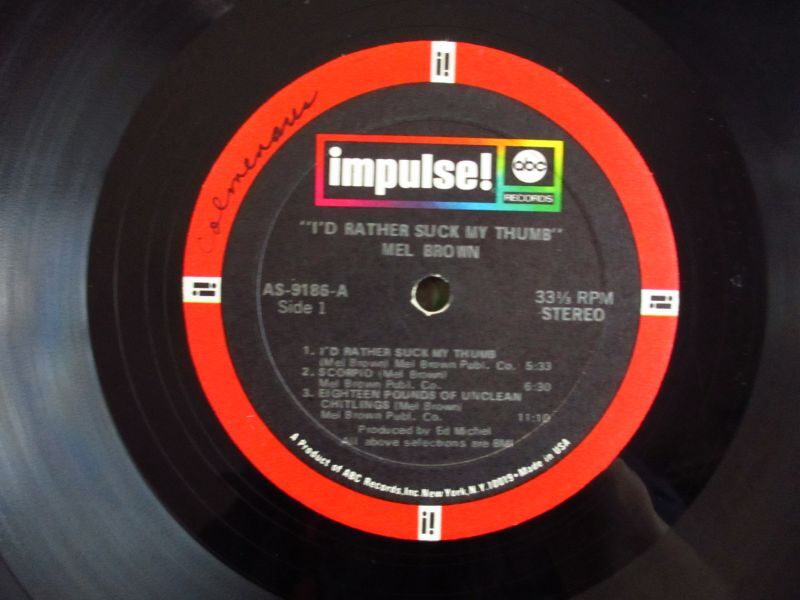 i!
Colmenares
impulse! abc
RECORDS
"I'D RATHER SUCK MY THUMB"
MEL BROWN
AS-9186-A
Side 1
33⅓ RPM
STEREO
i!
i!
1. I'D RATHER SUCK MY THUMB
(Mel Brown) Mel Brown Publ. Co. 5:33
2. SCORPIO (Mel Brown)
Mel Brown Publ. Co. 6:30
3. EIGHTEEN POUNDS OF UNCLEAN
CHITLINGS (Mel Brown)
Mel Brown Publ. Co. 11:10
Produced by Ed Michel
All above selections are BMI
A Product of ABC Records, Inc. New York, N.Y. 10019 • Made in USA
i!